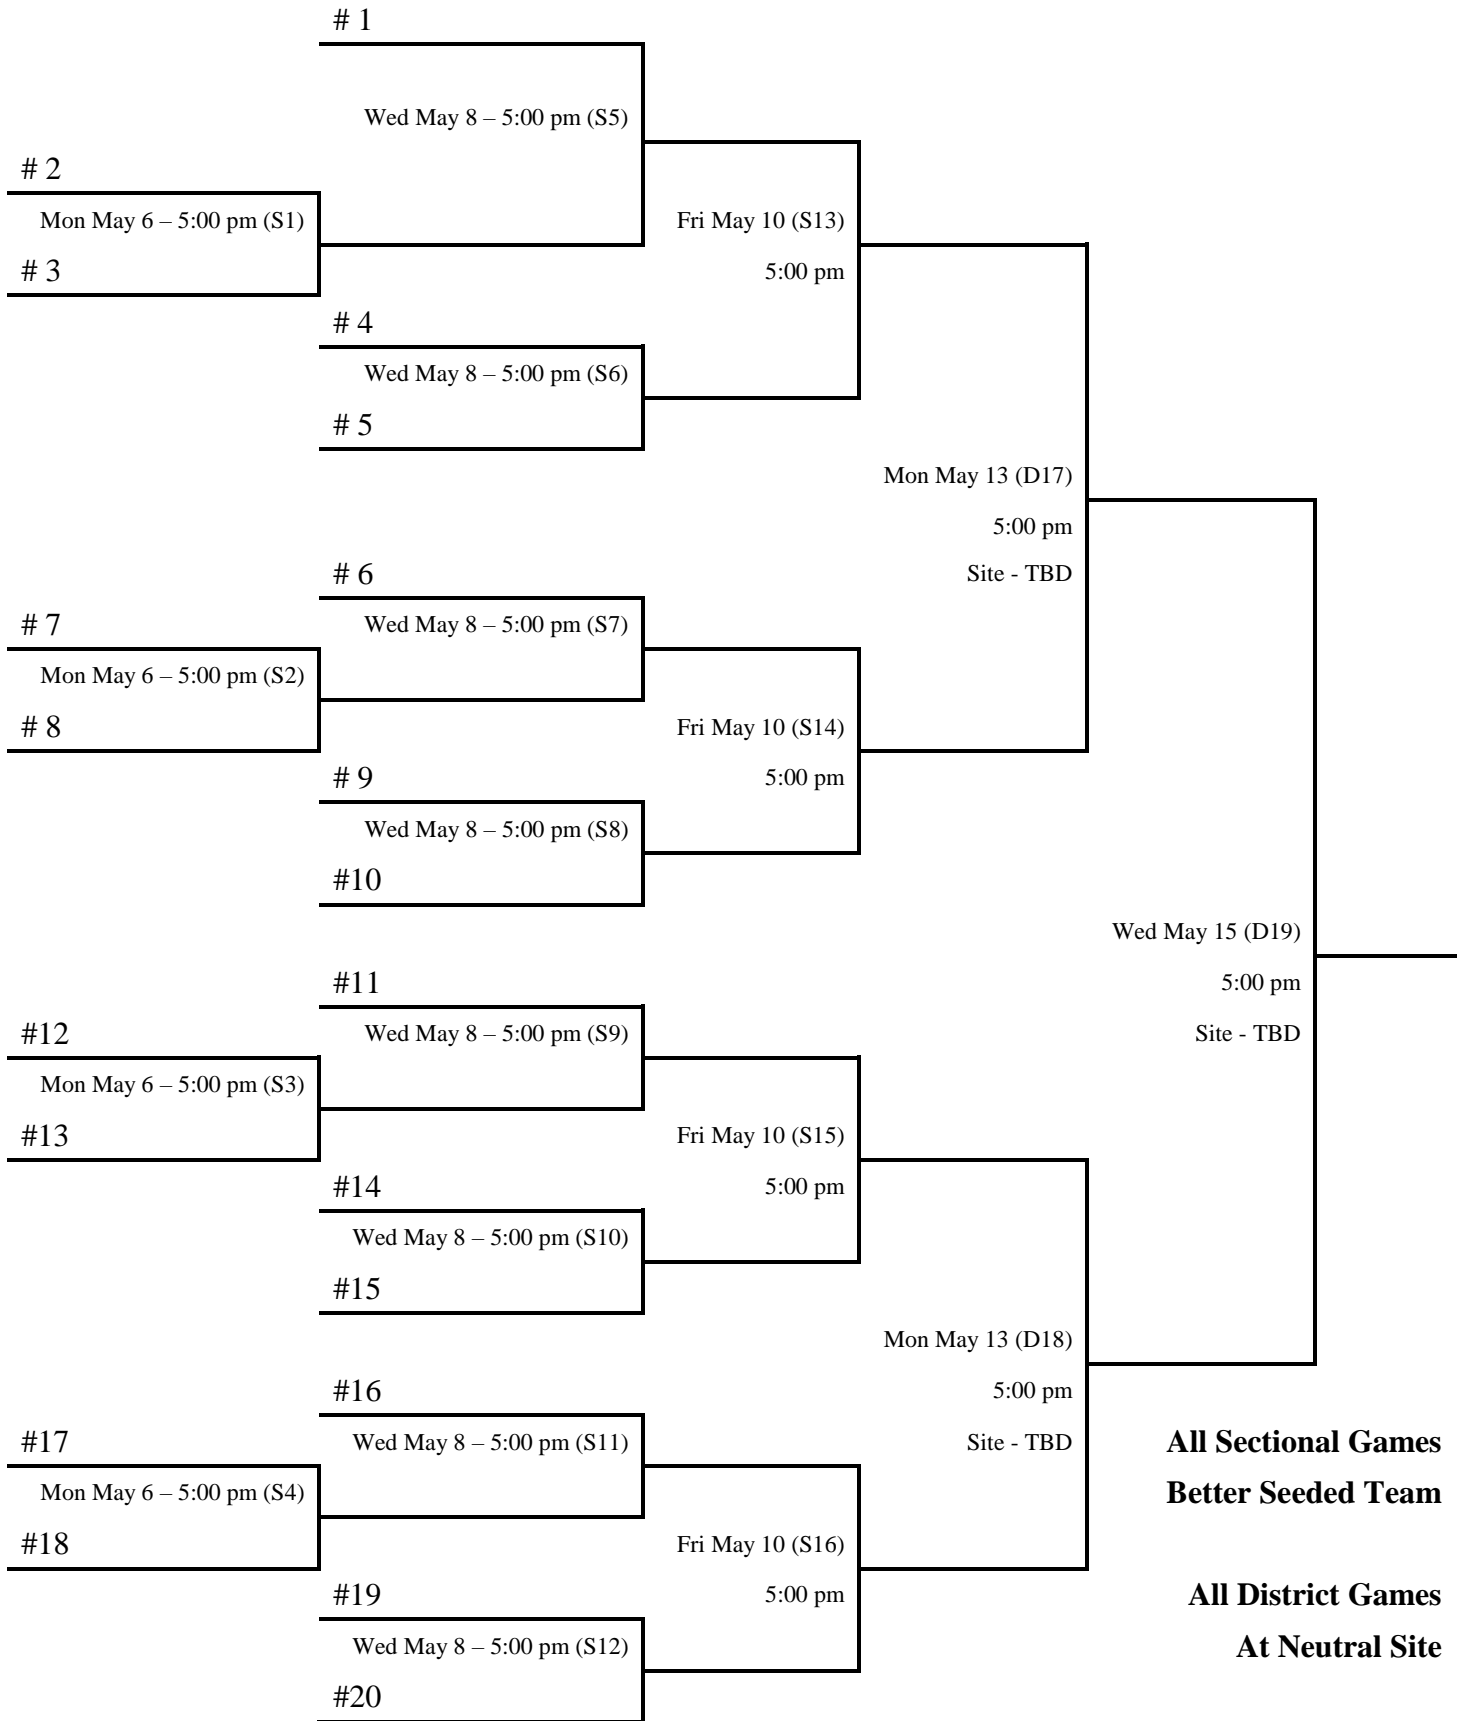 # 1
Wed May 8 – 5:00 pm (S5)
# 2
Mon May 6 – 5:00 pm (S1)
Fri May 10 (S13)
# 3
5:00 pm
# 4
Wed May 8 – 5:00 pm (S6)
# 5
Mon May 13 (D17)
5:00 pm
# 6
Site - TBD
# 7
Wed May 8 – 5:00 pm (S7)
Mon May 6 – 5:00 pm (S2)
# 8
Fri May 10 (S14)
# 9
5:00 pm
Wed May 8 – 5:00 pm (S8)
#10
Wed May 15 (D19)
#11
5:00 pm
#12
Wed May 8 – 5:00 pm (S9)
Site - TBD
Mon May 6 – 5:00 pm (S3)
#13
Fri May 10 (S15)
#14
5:00 pm
Wed May 8 – 5:00 pm (S10)
#15
Mon May 13 (D18)
#16
5:00 pm
#17
Wed May 8 – 5:00 pm (S11)
Site - TBD
All Sectional Games
Mon May 6 – 5:00 pm (S4)
Better Seeded Team
#18
Fri May 10 (S16)
#19
5:00 pm
All District Games
Wed May 8 – 5:00 pm (S12)
At Neutral Site
#20